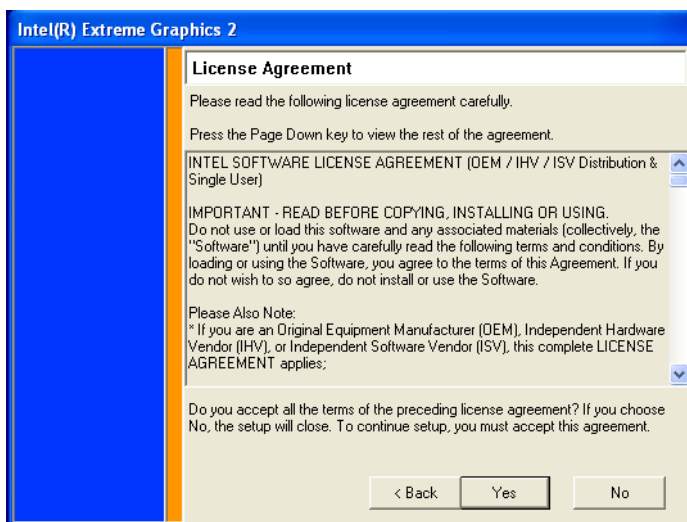 Intel(R) Extreme Graphics 2
License Agreement
Please read the following license agreement carefully.
Press the Page Down key to view the rest of the agreement.
INTEL SOFTWARE LICENSE AGREEMENT (OEM / IHV / ISV Distribution &
Single User)
IMPORTANT - READ BEFORE COPYING, INSTALLING OR USING.
Do not use or load this software and any associated materials (collectively, the
"Software") until you have carefully read the following terms and conditions. By
loading or using the Software, you agree to the terms of this Agreement. If you
do not wish to so agree, do not install or use the Software.
Please Also Note:
* If you are an Original Equipment Manufacturer (OEM), Independent Hardware
Vendor (IHV), or Independent Software Vendor (ISV), this complete LICENSE
AGREEMENT applies;
Do you accept all the terms of the preceding license agreement? If you choose
No, the setup will close. To continue setup, you must accept this agreement.
< Back Yes No